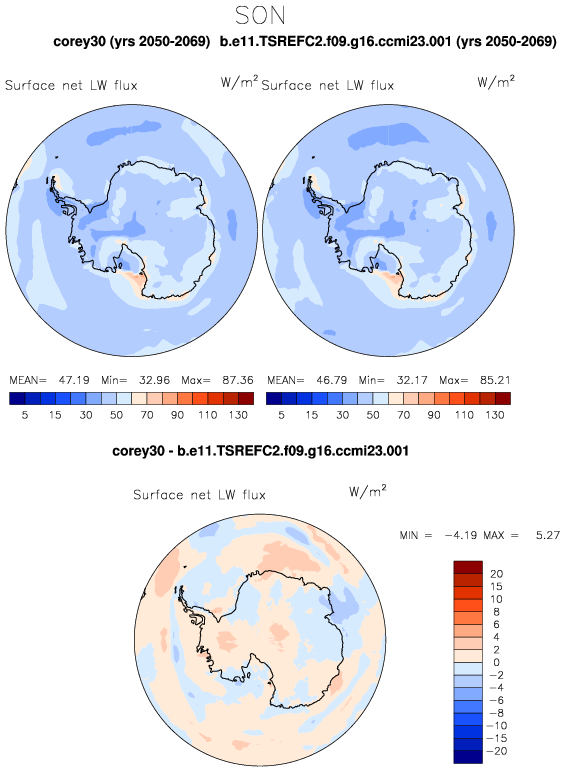 SON
corey30 (yrs 2050-2069) b.e11.TSREFC2.f09.g16.ccmi23.001 (yrs 2050-2069)
Surface net LW flux W/m²
Surface net LW flux W/m²
MEAN= 47.19 Min= 32.96 Max= 87.36
MEAN= 46.79 Min= 32.17 Max= 85.21
5 15 30 50 70 90 110 130
5 15 30 50 70 90 110 130
corey30 - b.e11.TSREFC2.f09.g16.ccmi23.001
Surface net LW flux W/m²
MIN = -4.19 MAX = 5.27
20
15
10
8
6
4
2
0
-2
-4
-6
-8
-10
-15
-20